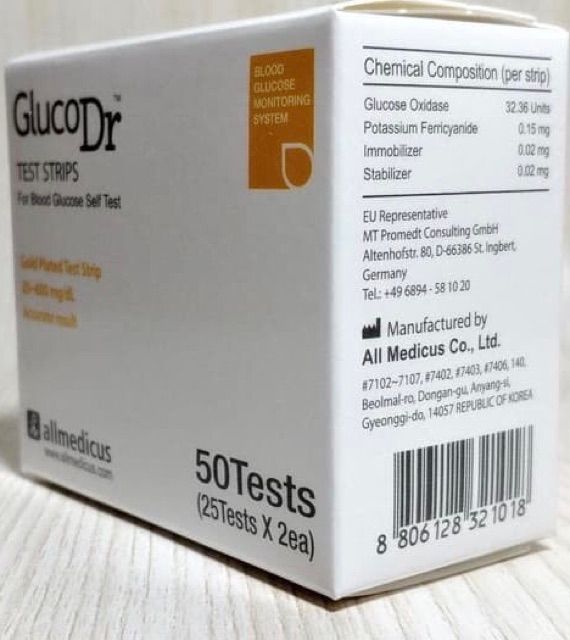 GlucoDr™
TEST STRIPS
For Blood Glucose Self Test
Gold Plated Test Strip
mg/dL
Accurate result
allmedicus
www.allmedicus.com
BLOOD
GLUCOSE
MONITORING
SYSTEM
50Tests
(25Tests X 2ea)
Chemical Composition (per strip)
Glucose Oxidase 32.36 Units
Potassium Ferricyanide 0.15 mg
Immobilizer 0.02 mg
Stabilizer 0.02 mg
EU Representative
MT Promedt Consulting GmbH
Altenhofstr. 80, D-66386 St. Ingbert,
Germany
Tel.: +49 6894 - 58 10 20
Manufactured by
All Medicus Co., Ltd.
#7102~7107, #7402, #7403, #7406, 140,
Beolmal-ro, Dongan-gu, Anyang-si,
Gyeonggi-do, 14057 REPUBLIC OF KOREA
8 806128 321018